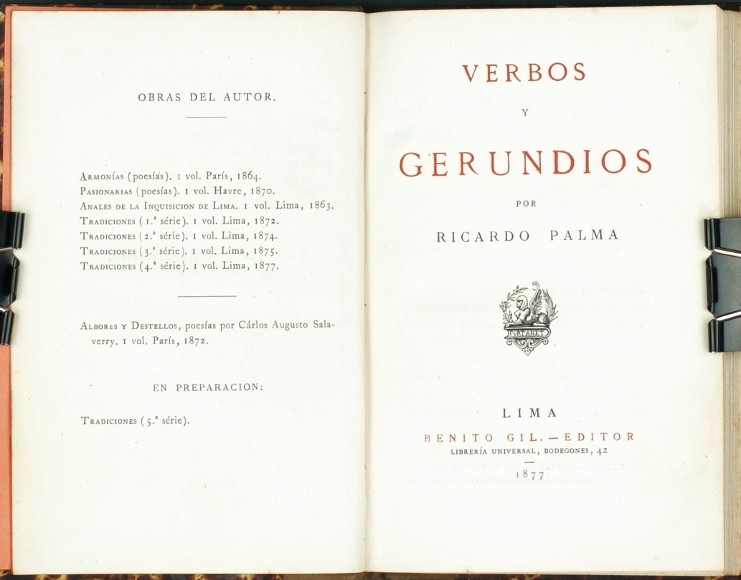 OBRAS DEL AUTOR.
ARMONÍAS (poesías). 1 vol. París, 1864.
PASIONARIAS (poesías). 1 vol. Havre, 1870.
ANALES DE LA INQUISICION DE LIMA. 1 vol. Lima, 1863.
TRADICIONES (1.ª série). 1 vol. Lima, 1872.
TRADICIONES (2.ª série). 1 vol. Lima, 1874.
TRADICIONES (3.ª série). 1 vol. Lima, 1875.
TRADICIONES (4.ª série). 1 vol. Lima, 1877.
ALBORES Y DESTELLOS, poesías por Cárlos Augusto Sala-
verry. 1 vol. París, 1872.
EN PREPARACION:
TRADICIONES (5.ª série).
VERBOS
Y
GERUNDIOS
POR
RICARDO PALMA
LIMA
BENITO GIL.—EDITOR
LIBRERÍA UNIVERSAL, BODEGONES, 42
1877